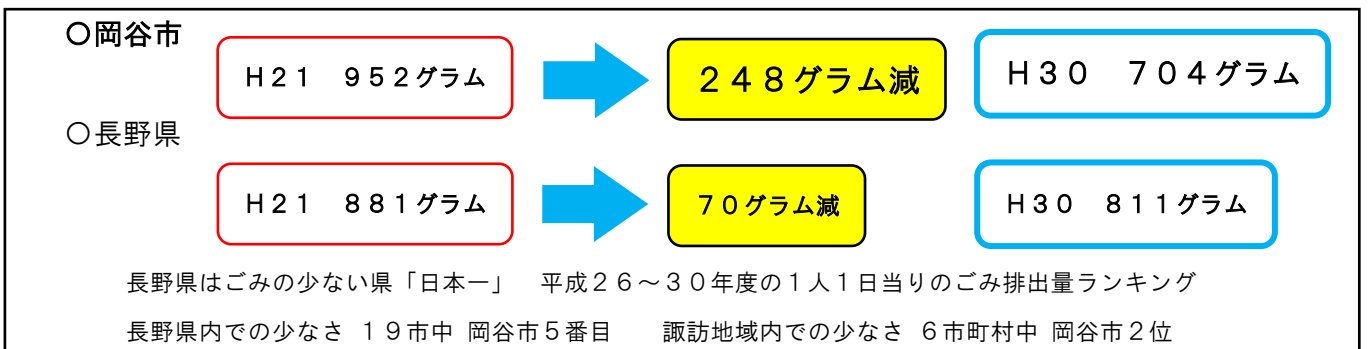 〇岡谷市
H21 952グラム
248グラム減
H30 704グラム
〇長野県
H21 881グラム
70グラム減
H30 811グラム
長野県はごみの少ない県「日本一」 平成26~30年度の1人1日当りのごみ排出量ランキング
長野県内での少なさ 19市中 岡谷市5番目 諏訪地域内での少なさ 6市町村中 岡谷市2位